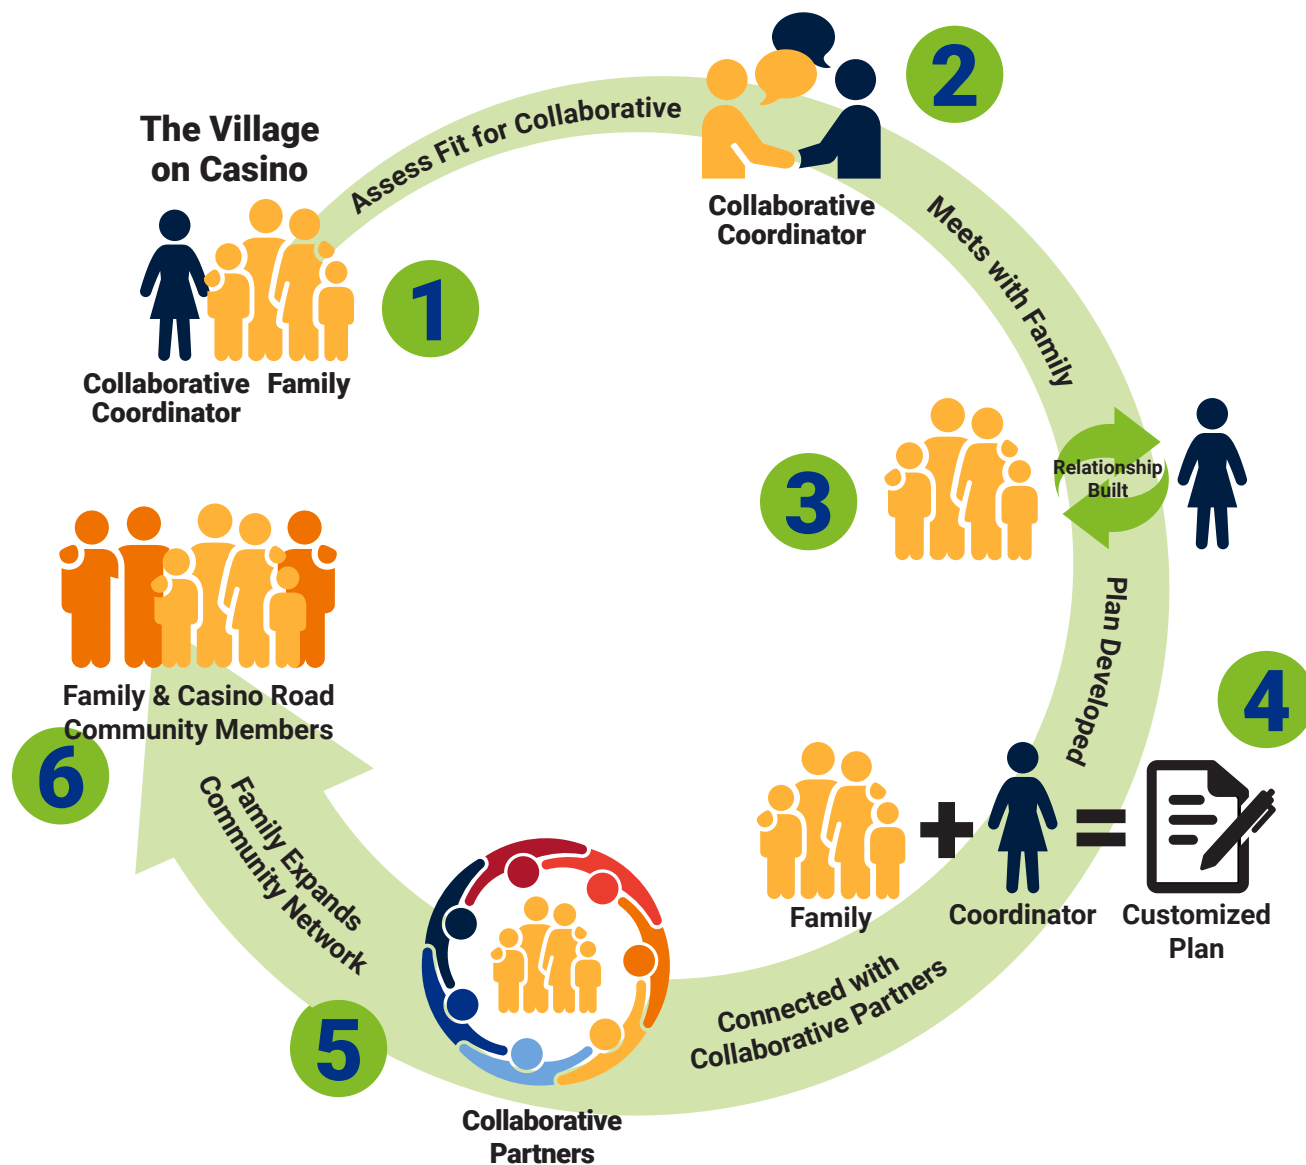 The Village
on Casino
Collaborative
Coordinator
Family
1
Assess Fit for Collaborative
2
Collaborative
Coordinator
Meets with Family
3
Relationship
Built
Plan Developed
4
Family
+
Coordinator
=
Customized
Plan
Connected with
Collaborative Partners
5
Collaborative
Partners
Family Expands
Community Network
6
Family & Casino Road
Community Members